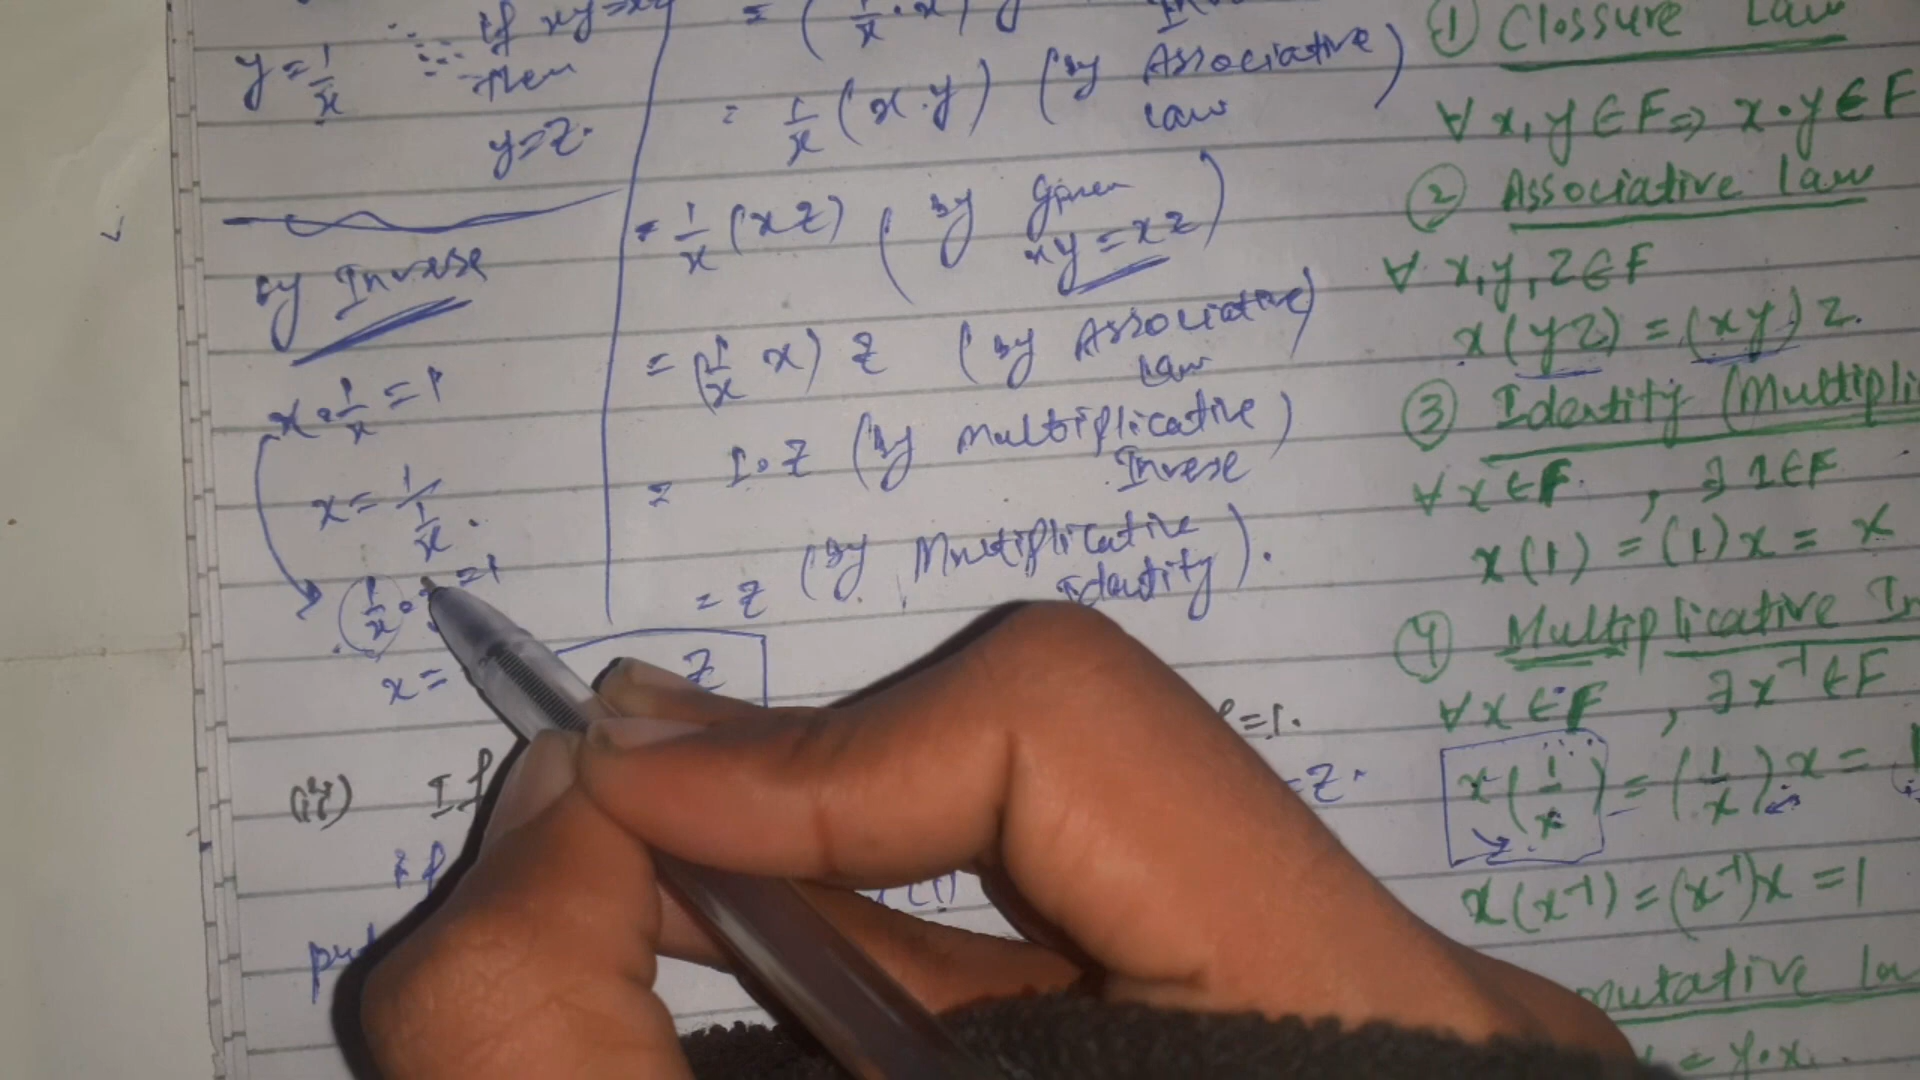 if xy=xz
then
y=z.
y=1/x
by Inverse
x·1/x=1
x=1/(1/x).
x=
= (1/x·x)y
= 1/x(x·y) (by Associative
Law
= 1/x(xz) (by given
xy=xz)
= (1/x x) z (by Associative)
Law
= 1·z (by Multiplicative)
Inverse
= z (by Multiplicative
identity).
z
(ii) If
=1.
=z.
if
(1)
put
① Clossure Law
∀ x,y∈F⇒ x·y∈F
② Associative law
∀ x,y,z∈F
x(yz)=(xy)z.
③ Identity (Multipli
∀x∈F , ∃ 1∈F
x(1)=(1)x=x
④ Multiplicative In
∀x∈F , ∃x⁻¹∈F
x(1/x)=(1/x)x=1
x(x⁻¹)=(x⁻¹)x=1
mutative la
= y·x.